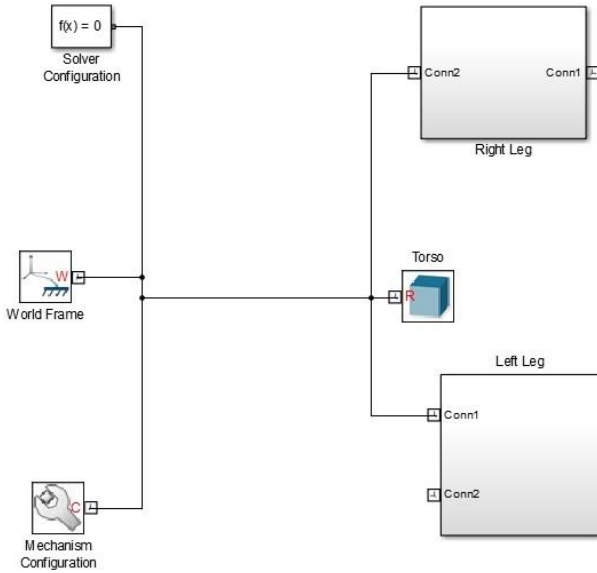 f(x) = 0
Solver
Configuration
Conn2
Conn1
Right Leg
W
World Frame
Torso
R
Left Leg
Conn1
Conn2
C
Mechanism
Configuration